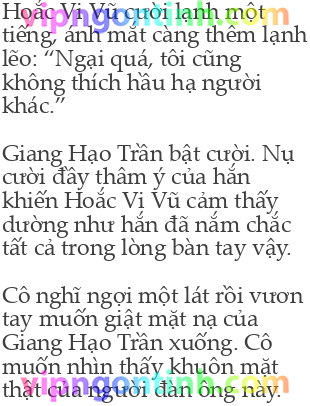 Hoắc Vi Vũ cười lạnh một
tiếng, ánh mắt càng thêm lạnh
lẽo: “Ngại quá, tôi cũng
không thích hầu hạ người
khác.”
Giang Hạo Trần bật cười. Nụ
cười đầy thâm ý của hắn
khiến Hoắc Vi Vũ cảm thấy
dường như hắn đã nắm chắc
tất cả trong lòng bàn tay vậy.
Cô nghĩ ngợi một lát rồi vươn
tay muốn giật mặt nạ của
Giang Hạo Trần xuống. Cô
muốn nhìn thấy khuôn mặt
thật của người đàn ông này.
vipngontinh.com
vipngontinh.com